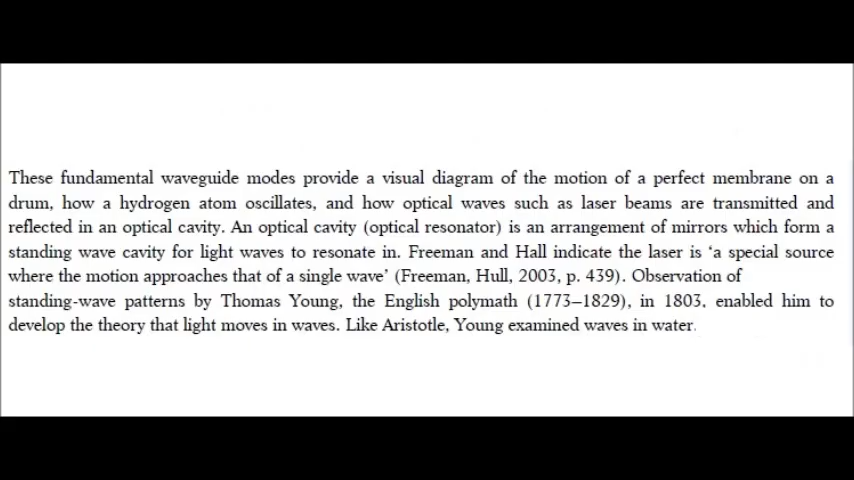 These fundamental waveguide modes provide a visual diagram of the motion of a perfect membrane on a
drum, how a hydrogen atom oscillates, and how optical waves such as laser beams are transmitted and
reflected in an optical cavity. An optical cavity (optical resonator) is an arrangement of mirrors which form a
standing wave cavity for light waves to resonate in. Freeman and Hall indicate the laser is ‘a special source
where the motion approaches that of a single wave’ (Freeman, Hull, 2003, p. 439). Observation of
standing-wave patterns by Thomas Young, the English polymath (1773–1829), in 1803, enabled him to
develop the theory that light moves in waves. Like Aristotle, Young examined waves in water.